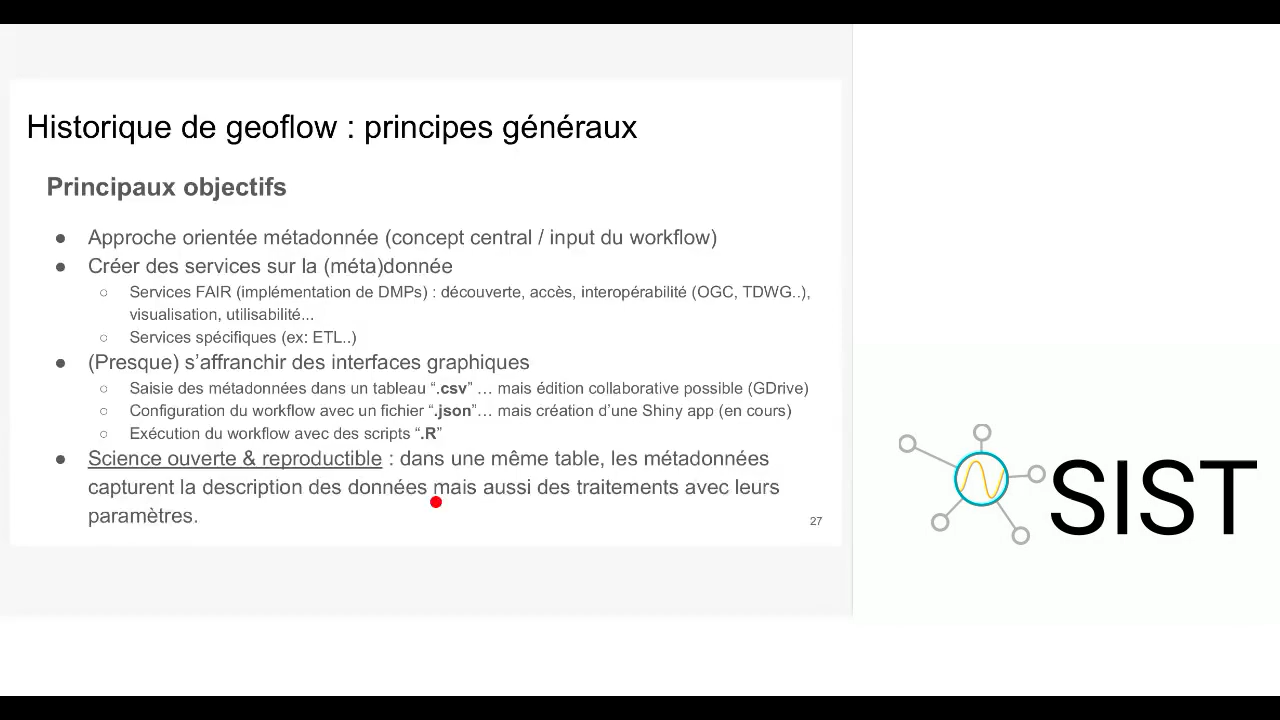 Historique de geoflow : principes généraux
Principaux objectifs
● Approche orientée métadonnée (concept central / input du workflow)
● Créer des services sur la (méta)donnée
○ Services FAIR (implémentation de DMPs) : découverte, accès, interopérabilité (OGC, TDWG..),
visualisation, utilisabilité...
○ Services spécifiques (ex: ETL..)
● (Presque) s’affranchir des interfaces graphiques
○ Saisie des métadonnées dans un tableau “.csv” … mais édition collaborative possible (GDrive)
○ Configuration du workflow avec un fichier “.json”… mais création d’une Shiny app (en cours)
○ Exécution du workflow avec des scripts “.R”
● Science ouverte & reproductible : dans une même table, les métadonnées
capturent la description des données mais aussi des traitements avec leurs
paramètres.
27
SIST